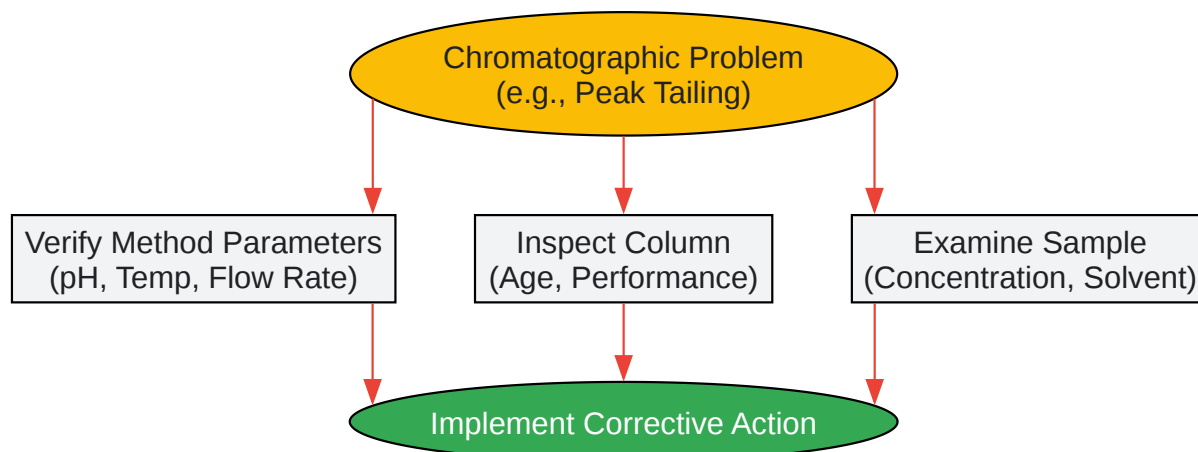 Chromatographic Problem
(e.g., Peak Tailing)
Verify Method Parameters
(pH, Temp, Flow Rate)
Inspect Column
(Age, Performance)
Examine Sample
(Concentration, Solvent)
Implement Corrective Action